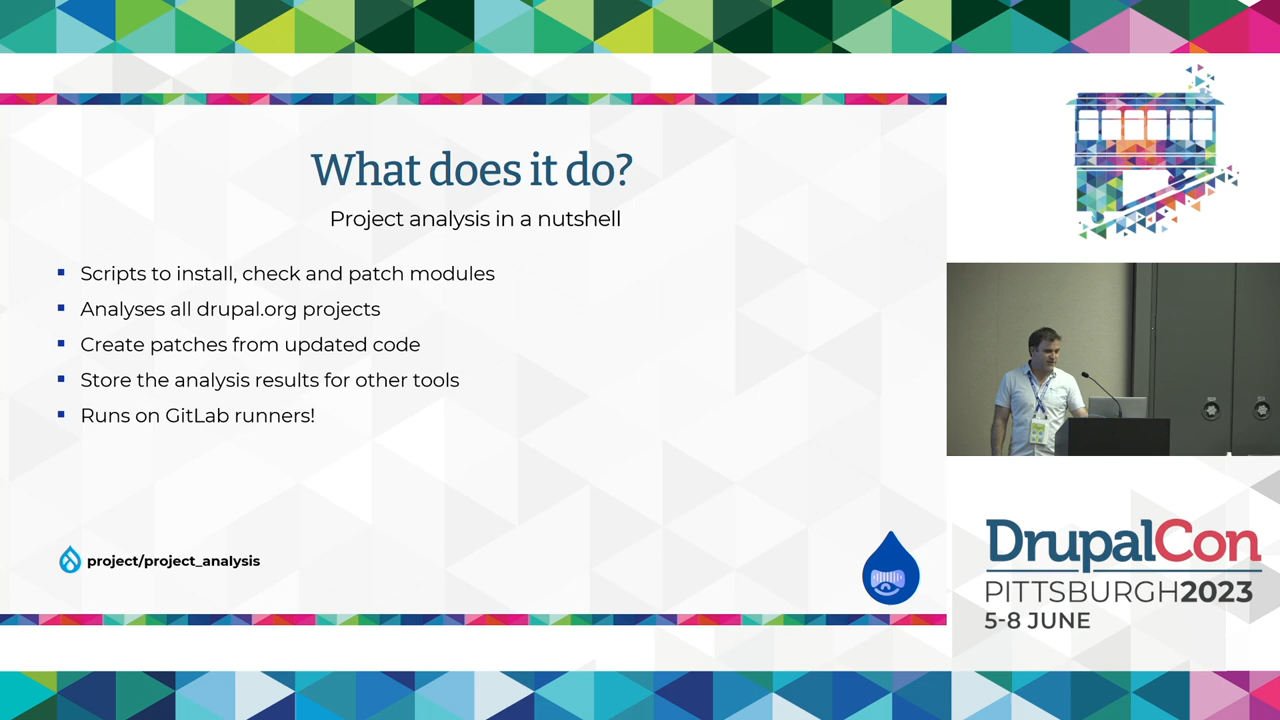 What does it do?
Project analysis in a nutshell
Scripts to install, check and patch modules
Analyses all drupal.org projects
Create patches from updated code
Store the analysis results for other tools
Runs on GitLab runners!
project/project_analysis
DrupalCon
PITTSBURGH2023
5-8 JUNE